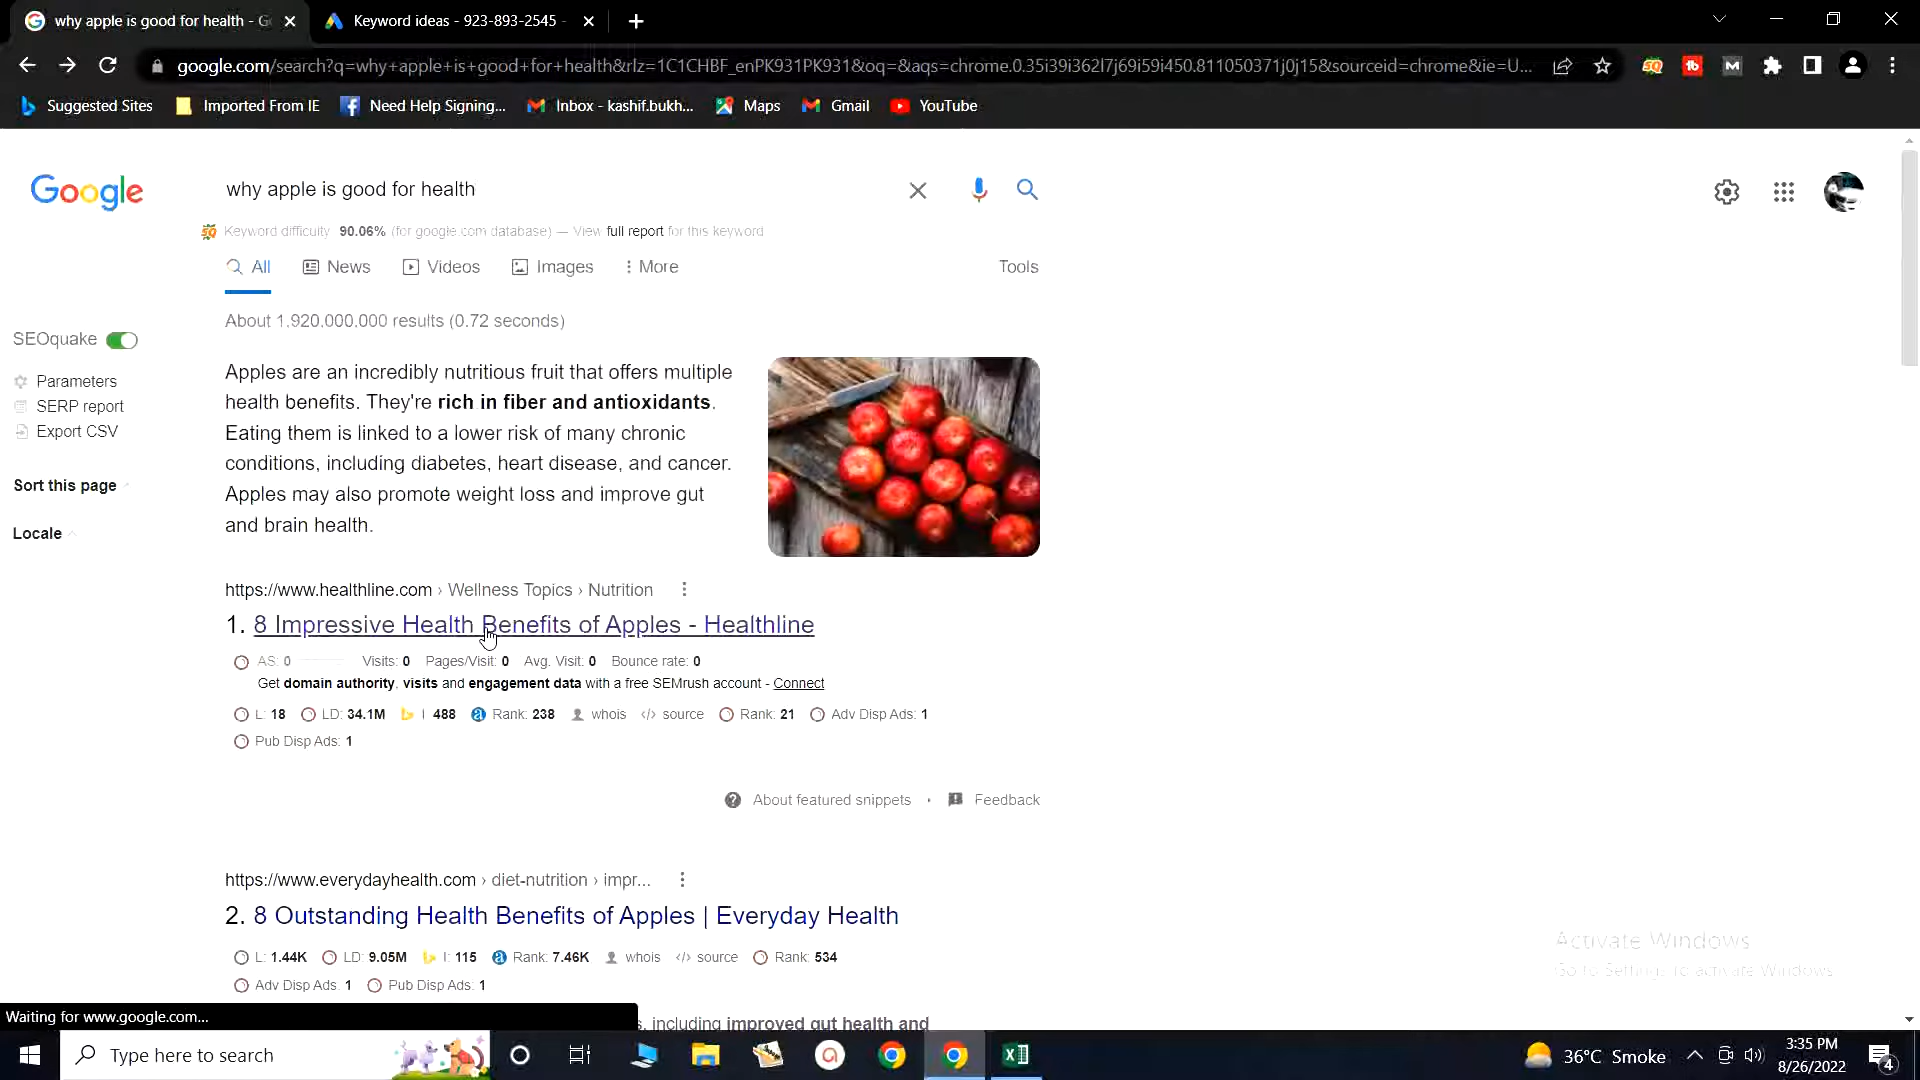 why apple is good for health - G
Keyword ideas - 923-893-2545 -
google.com/search?q=why+apple+is+good+for+health&rlz=1C1CHBF_enPK931PK931&oq=&aqs=chrome.0.35i39i362l7j69i59i450.811050371j0j15&sourceid=chrome&ie=U...
Suggested Sites
Imported From IE
Need Help Signing...
Inbox - kashif.bukh...
Maps
Gmail
YouTube
Google
why apple is good for health
Keyword difficulty 90.06% (for google.com database) — View full report for this keyword
All
News
Videos
Images
More
Tools
About 1,920,000,000 results (0.72 seconds)
SEOquake
Parameters
SERP report
Export CSV
Sort this page
Locale
Apples are an incredibly nutritious fruit that offers multiple
health benefits. They're rich in fiber and antioxidants.
Eating them is linked to a lower risk of many chronic
conditions, including diabetes, heart disease, and cancer.
Apples may also promote weight loss and improve gut
and brain health.
https://www.healthline.com › Wellness Topics › Nutrition
1. 8 Impressive Health Benefits of Apples - Healthline
AS: 0 Visits: 0 Pages/Visit: 0 Avg. Visit: 0 Bounce rate: 0
Get domain authority, visits and engagement data with a free SEMrush account - Connect
L: 18 LD: 34.1M I: 488 Rank: 238 whois </> source Rank: 21 Adv Disp Ads: 1
Pub Disp Ads: 1
About featured snippets • Feedback
https://www.everydayhealth.com › diet-nutrition › impr...
2. 8 Outstanding Health Benefits of Apples | Everyday Health
L: 1.44K LD: 9.05M I: 115 Rank: 7.46K whois </> source Rank: 534
Adv Disp Ads: 1 Pub Disp Ads: 1
Activate Windows
Go to Settings to activate Windows.
Waiting for www.google.com...
, including improved gut health and
Type here to search
36°C Smoke
3:35 PM
8/26/2022
4